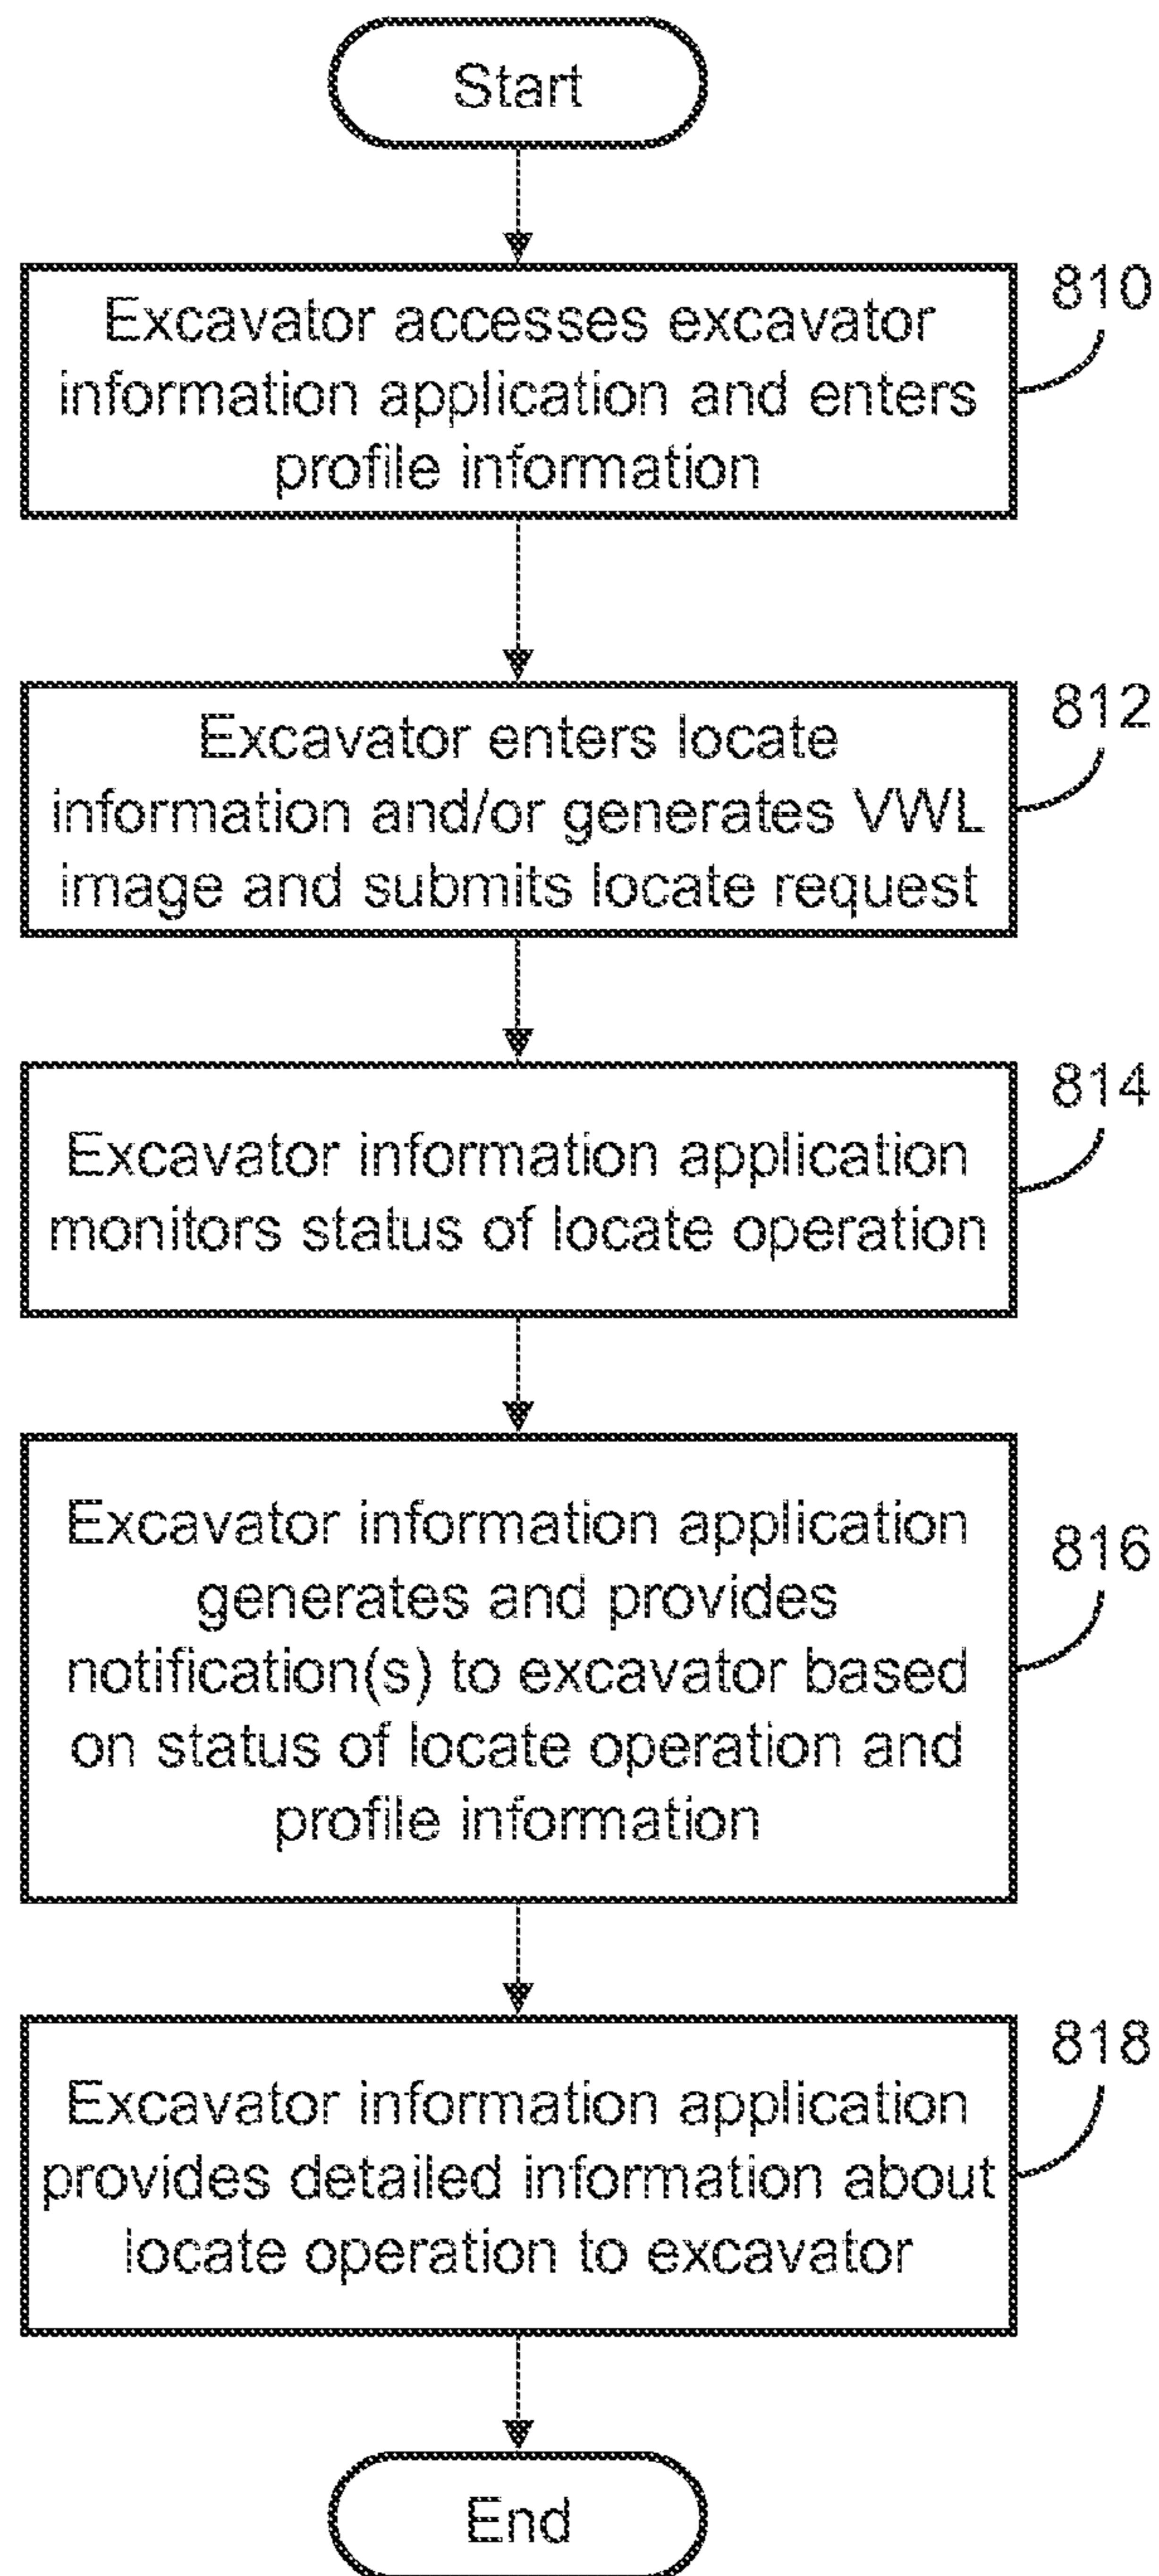 Start
810
Excavator accesses excavator
information application and enters
profile information
812
Excavator enters locate
information and/or generates VWL
image and submits locate request
814
Excavator information application
monitors status of locate operation
816
Excavator information application
generates and provides
notification(s) to excavator based
on status of locate operation and
profile information
818
Excavator information application
provides detailed information about
locate operation to excavator
End